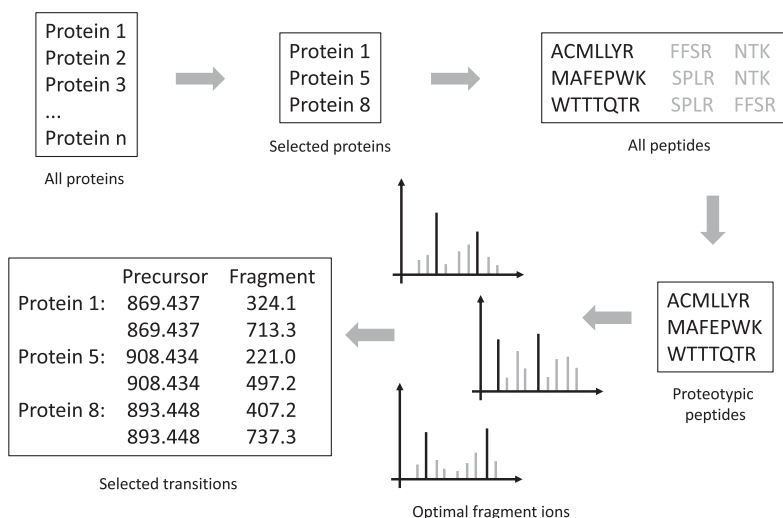 Protein 1
Protein 2
Protein 3
...
Protein n
All proteins
Protein 1
Protein 5
Protein 8
Selected proteins
ACMLLYR FFSR NTK
MAFEPWK SPLR NTK
WTTTQTR SPLR FFSR
All peptides
ACMLLYR
MAFEPWK
WTTTQTR
Proteotypic
peptides
Optimal fragment ions
Precursor Fragment
Protein 1: 869.437 324.1
869.437 713.3
Protein 5: 908.434 221.0
908.434 497.2
Protein 8: 893.448 407.2
893.448 737.3
Selected transitions